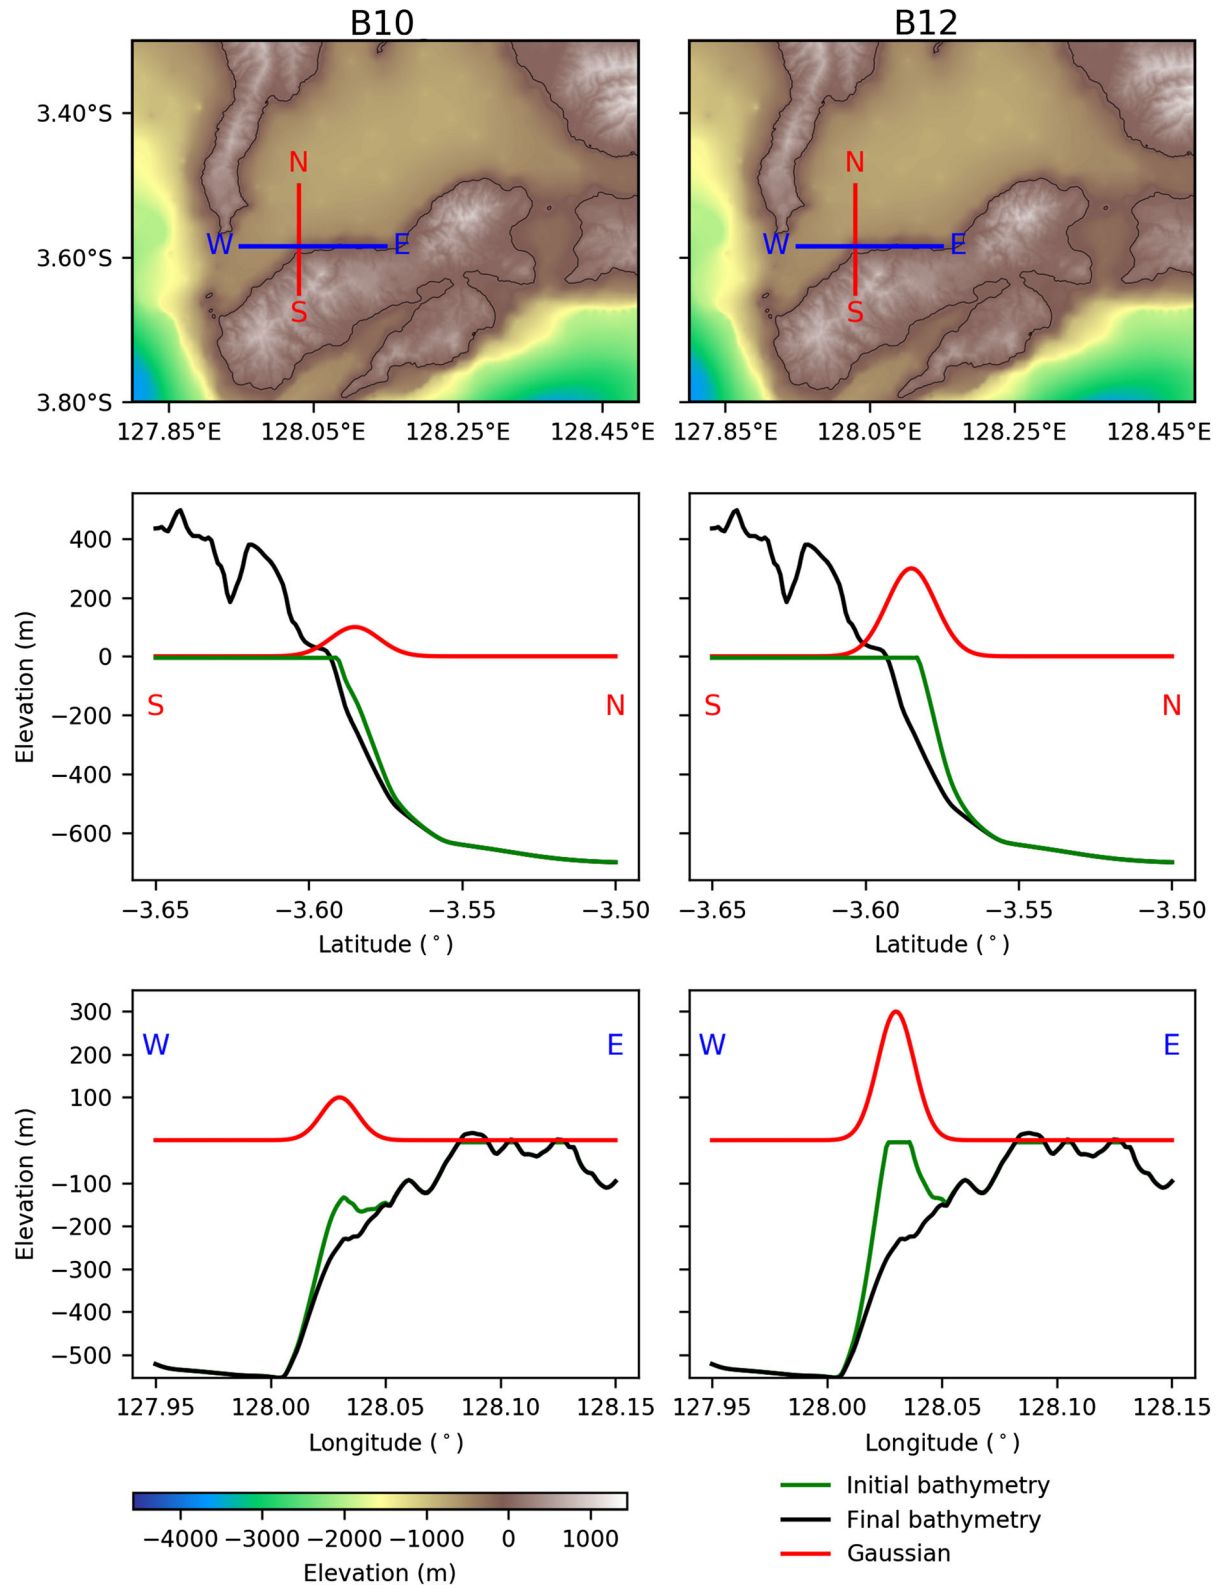 B10 B12
3.40°S
3.60°S
3.80°S
N N
W E W E
S S
127.85°E 128.05°E 128.25°E 128.45°E 127.85°E 128.05°E 128.25°E 128.45°E
Elevation (m)
400
200
0
−200
−400
−600
S N S N
−3.65 −3.60 −3.55 −3.50 −3.65 −3.60 −3.55 −3.50
Latitude (°) Latitude (°)
Elevation (m)
300
200
100
−100
−200
−300
−400
−500
W E W E
127.95 128.00 128.05 128.10 128.15 127.95 128.00 128.05 128.10 128.15
Longitude (°) Longitude (°)
−4000 −3000 −2000 −1000 0 1000
Elevation (m)
Initial bathymetry
Final bathymetry
Gaussian